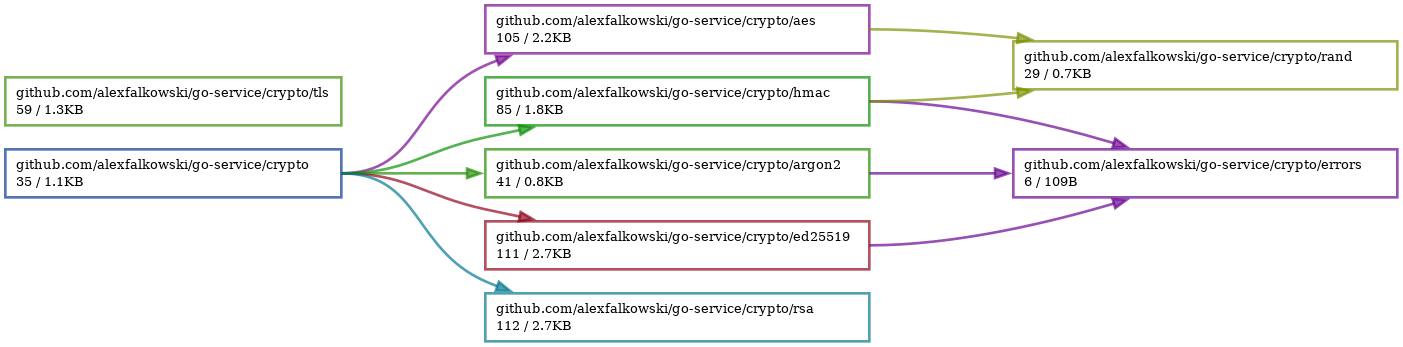 github.com/alexfalkowski/go-service/crypto/tls
59 / 1.3KB
github.com/alexfalkowski/go-service/crypto
35 / 1.1KB
github.com/alexfalkowski/go-service/crypto/aes
105 / 2.2KB
github.com/alexfalkowski/go-service/crypto/hmac
85 / 1.8KB
github.com/alexfalkowski/go-service/crypto/argon2
41 / 0.8KB
github.com/alexfalkowski/go-service/crypto/ed25519
111 / 2.7KB
github.com/alexfalkowski/go-service/crypto/rsa
112 / 2.7KB
github.com/alexfalkowski/go-service/crypto/rand
29 / 0.7KB
github.com/alexfalkowski/go-service/crypto/errors
6 / 109B